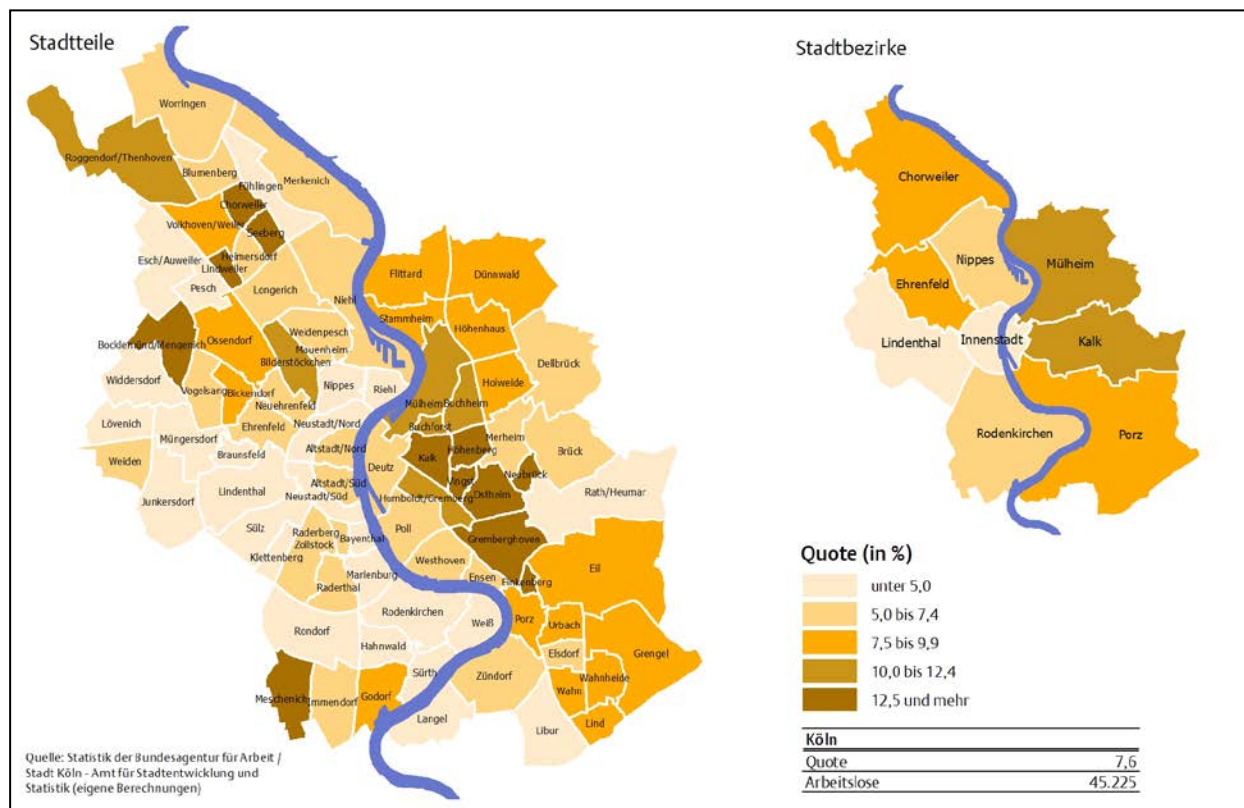 Stadtteile
Worringen
Roggendorf/Thenhoven
Blumenberg
Fühlingen
Merkenich
Chorweiler
Volkhoven/Weiler
Seeberg
Heimersdorf
Lindweiler
Esch/Auweiler
Pesch
Longerich
Niehl
Flittard
Dünnwald
Stammheim
Höhenhaus
Weidenpesch
Mauenheim
Ossendorf
Bilderstöckchen
Bocklemünd/Mengenich
Dellbrück
Holweide
Widdersdorf
Vogelsang
Bickendorf
Neuehrenfeld
Nippes
Riehl
Mülheim
Buchheim
Buchforst
Lövenich
Müngersdorf
Ehrenfeld
Neustadt/Nord
Altstadt/Nord
Merheim
Brück
Weiden
Braunsfeld
Deutz
Kalk
Höhenberg
Neubrück
Junkersdorf
Lindenthal
Altstadt/Süd
Neustadt/Süd
Vingst
Ostheim
Humboldt/Gremberg
Rath/Heumar
Sülz
Klettenberg
Raderberg
Zollstock
Bayenthal
Poll
Gremberghoven
Raderthal
Marienburg
Westhoven
Ensen
Finkenberg
Eil
Rodenkirchen
Weiß
Porz
Urbach
Rondorf
Hahnwald
Elsdorf
Grengel
Sürth
Zündorf
Wahnheide
Wahn
Meschenich
Immendorf
Godorf
Langel
Libur
Lind
Quelle: Statistik der Bundesagentur für Arbeit /
Stadt Köln - Amt für Stadtentwicklung und
Statistik (eigene Berechnungen)
Stadtbezirke
Chorweiler
Nippes
Mülheim
Ehrenfeld
Lindenthal
Innenstadt
Kalk
Rodenkirchen
Porz
Quote (in %)
unter 5,0
5,0 bis 7,4
7,5 bis 9,9
10,0 bis 12,4
12,5 und mehr
Köln
Quote 7,6
Arbeitslose 45.225